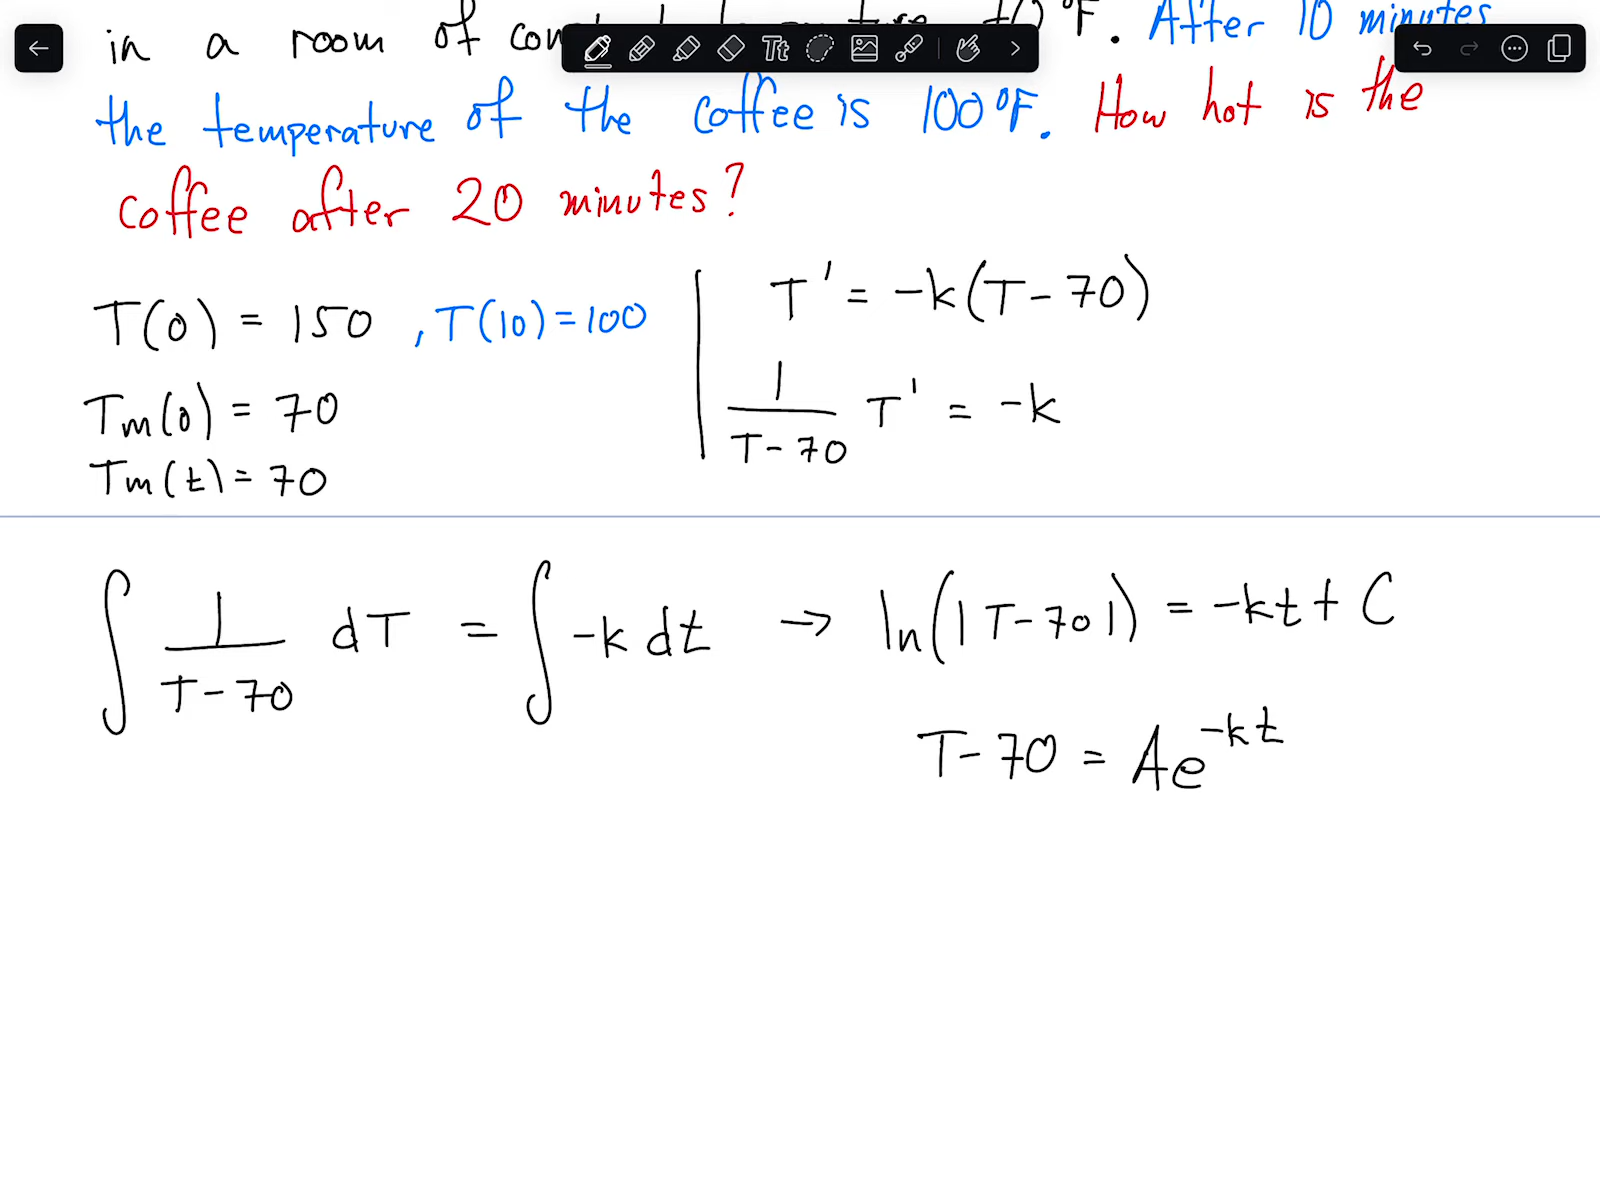 in a room of °F. After 10 minutes
the temperature of the coffee is 100°F. How hot is the
coffee after 20 minutes?
T(0) = 150 , T(10) = 100
Tm(0) = 70
Tm(t) = 70
T' = -k(T - 70)
1/(T - 70) T' = -k
∫ 1/(T - 70) dT = ∫ -k dt → ln(|T - 70|) = -kt + C
T - 70 = Ae^(-kt)
Tt